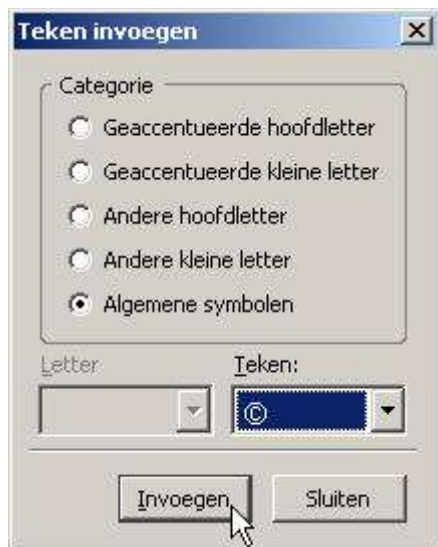 Teken invoegen
Categorie
Geaccentueerde hoofdletter
Geaccentueerde kleine letter
Andere hoofdletter
Andere kleine letter
Algemene symbolen
Letter Teken:
©
Invoegen Sluiten